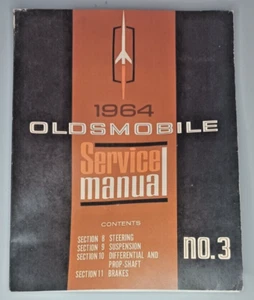 1964
OLDSMOBILE
Service
manual
CONTENTS
SECTION 8 STEERING
SECTION 9 SUSPENSION
SECTION 10 DIFFERENTIAL AND
PROP-SHAFT
SECTION 11 BRAKES
no.3